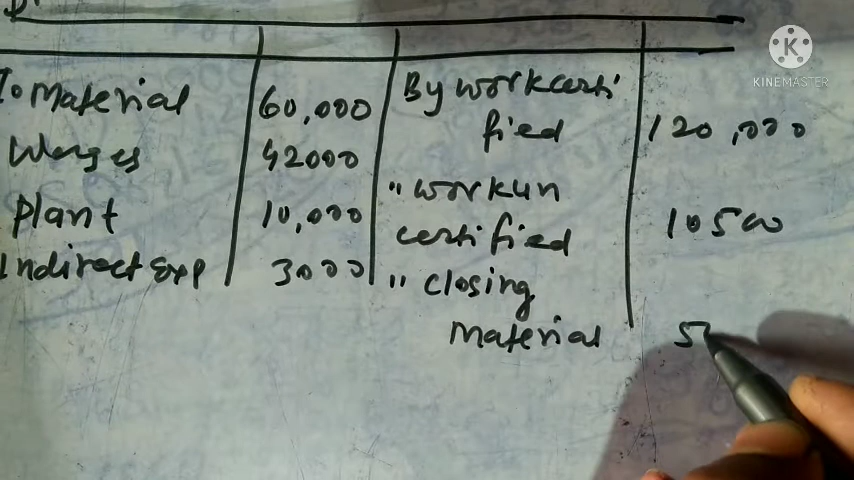 To Material 60,000
Wages 42000
Plant 10,000
Indirect Exp 3000
By work certi
fied 120,000
" work un
certified 10500
" closing
Material 5
K
KINEMASTER